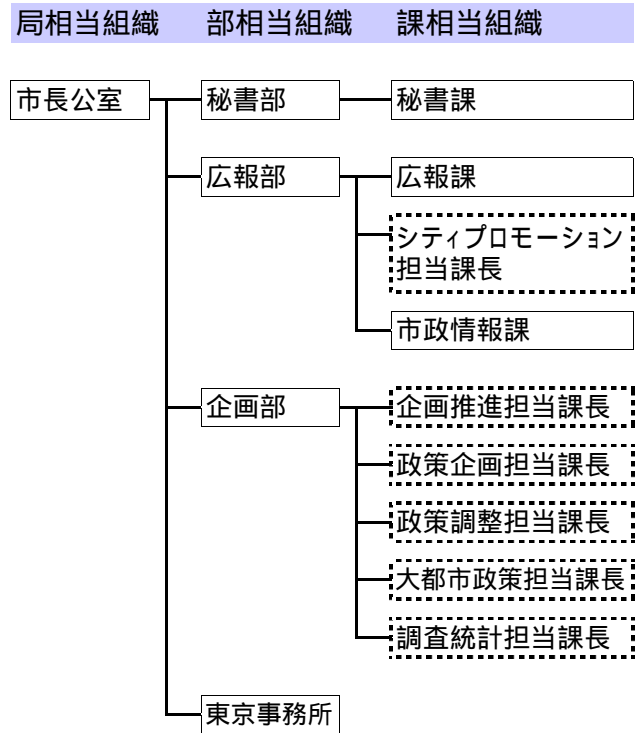 局相当組織 部相当組織 課相当組織
市長公室 秘書部 秘書課
広報部 広報課
シティプロモーション
担当課長
市政情報課
企画部 企画推進担当課長
政策企画担当課長
政策調整担当課長
大都市政策担当課長
調査統計担当課長
東京事務所